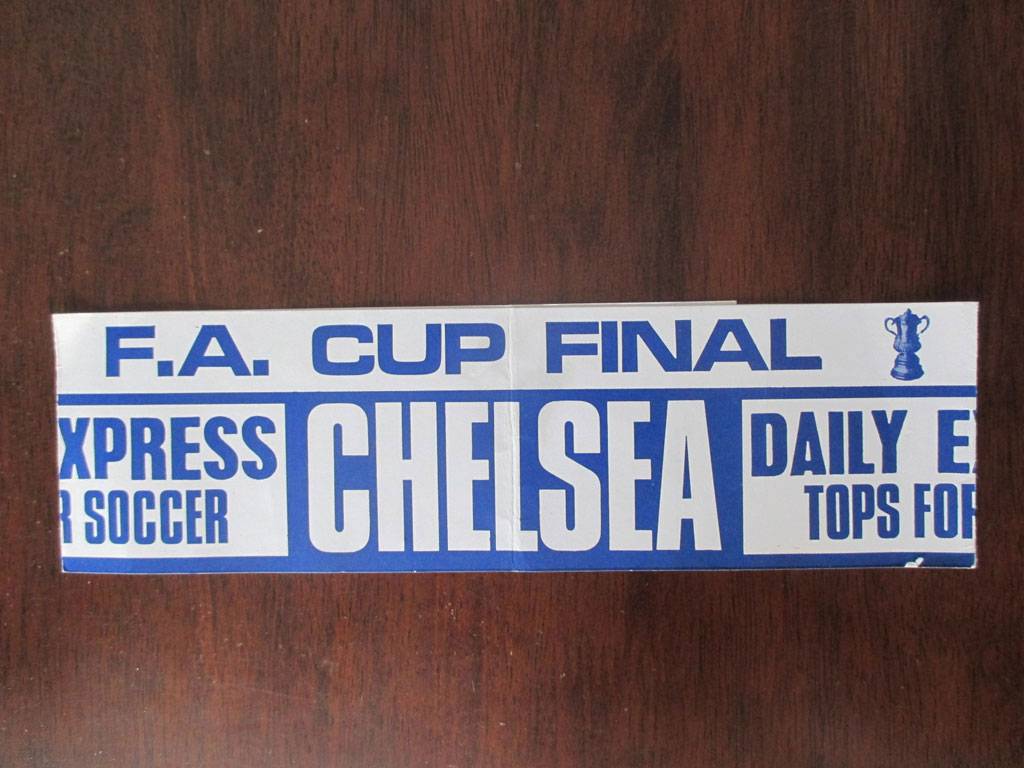 F.A. CUP FINAL
XPRESS CHELSEA DAILY E
R SOCCER TOPS FOR